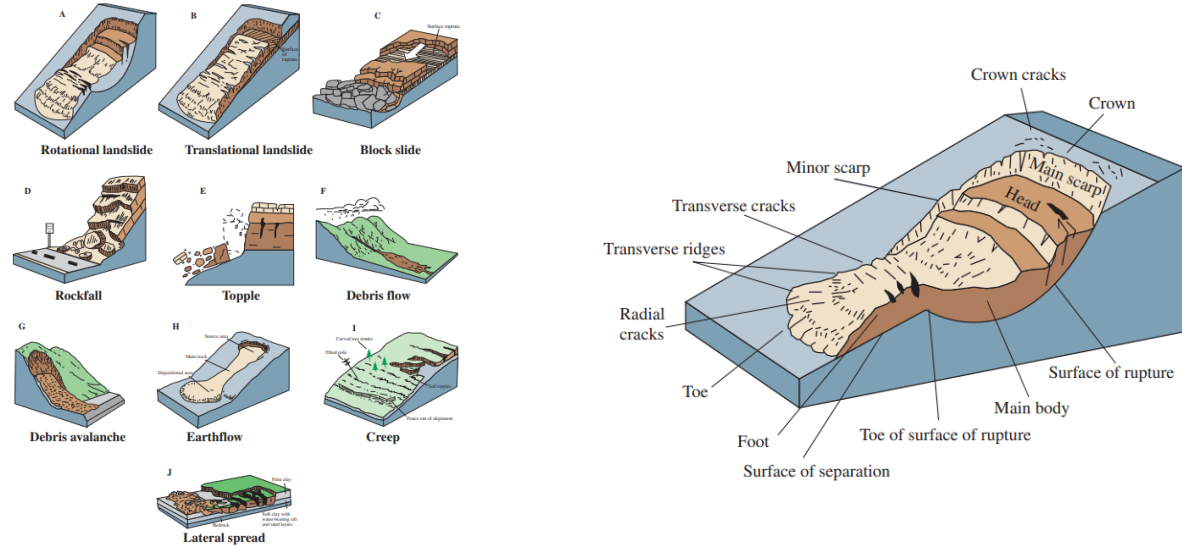 A
B
C
Surface rupture
Surface
of
rupture
Rotational landslide
Translational landslide
Block slide
D
E
F
Rockfall
Topple
Debris flow
G
H
I
Source area
Main track
Depositional area
Curved tree trunks
Tilted pole
Soil ripples
Fence out of alignment
Debris avalanche
Earthflow
Creep
J
Firm clay
Soft clay with
water-bearing silt
and sand layers
Bedrock
Lateral spread
Crown cracks
Crown
Minor scarp
Main scarp
Head
Transverse cracks
Transverse ridges
Radial
cracks
Toe
Surface of rupture
Main body
Foot
Toe of surface of rupture
Surface of separation